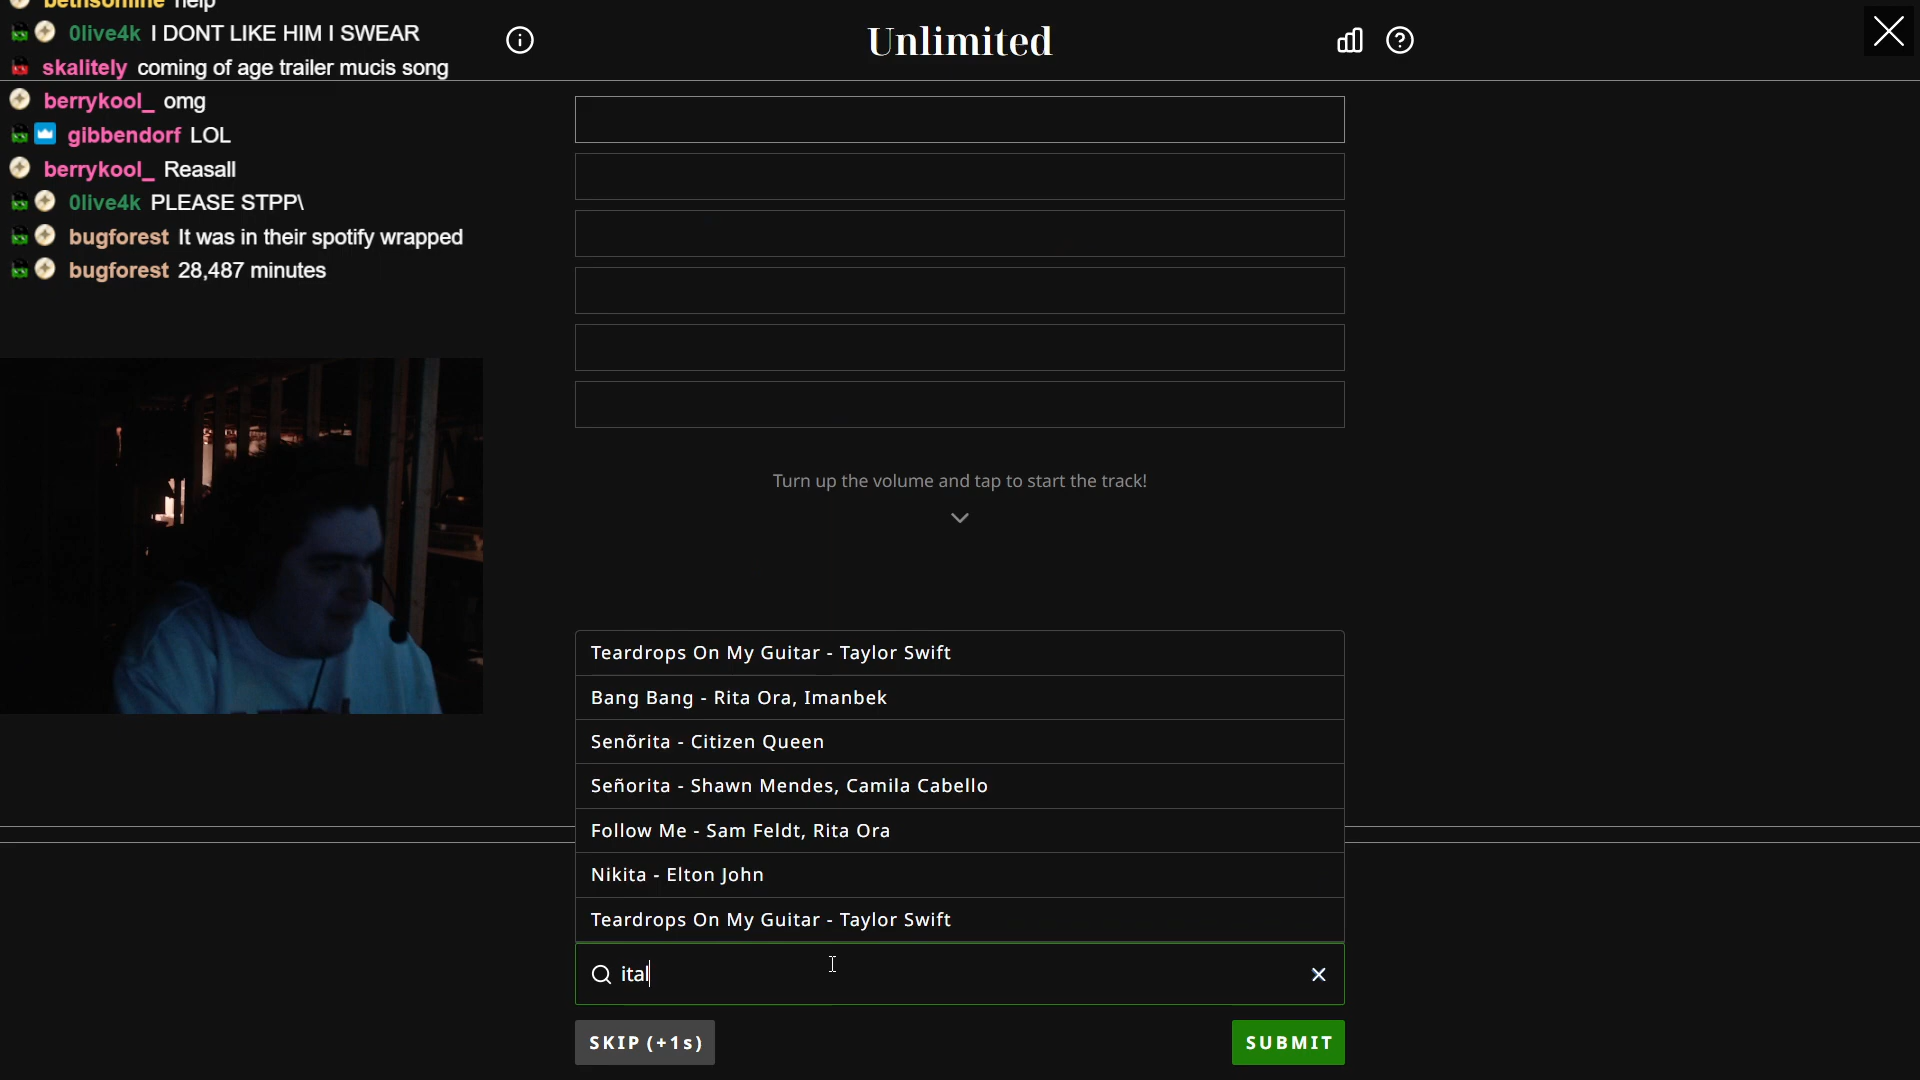 bethsonline help
0live4k I DONT LIKE HIM I SWEAR
skalitely coming of age trailer mucis song
berrykool_ omg
gibbendorf LOL
berrykool_ Reasall
0live4k PLEASE STPP\
bugforest It was in their spotify wrapped
bugforest 28,487 minutes
Unlimited
Turn up the volume and tap to start the track!
Teardrops On My Guitar - Taylor Swift
Bang Bang - Rita Ora, Imanbek
Senõrita - Citizen Queen
Señorita - Shawn Mendes, Camila Cabello
Follow Me - Sam Feldt, Rita Ora
Nikita - Elton John
Teardrops On My Guitar - Taylor Swift
ital
SKIP (+1s)
SUBMIT